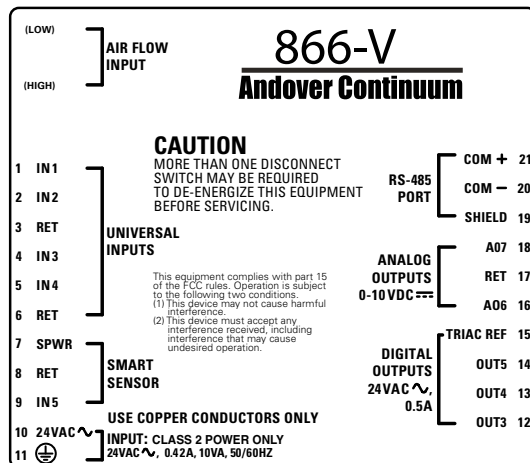 (LOW)
(HIGH)
AIR FLOW
INPUT
866-V
Andover Continuum
CAUTION
MORE THAN ONE DISCONNECT
SWITCH MAY BE REQUIRED
TO DE-ENERGIZE THIS EQUIPMENT
BEFORE SERVICING.
1 IN1
2 IN2
3 RET
4 IN3
5 IN4
6 RET
UNIVERSAL
INPUTS
7 SPWR
8 RET
9 IN5
SMART
SENSOR
10 24VAC ∿
11 ⏚
This equipment complies with part 15
of the FCC rules. Operation is subject
to the following two conditions.
(1) This device may not cause harmful
interference.
(2) This device must accept any
interference received, including
interference that may cause
undesired operation.
USE COPPER CONDUCTORS ONLY
INPUT: CLASS 2 POWER ONLY
24VAC ∿, 0.42A, 10VA, 50/60HZ
RS-485
PORT
COM + 21
COM − 20
SHIELD 19
ANALOG
OUTPUTS
0-10VDC ⎓
A07 18
RET 17
AO6 16
DIGITAL
OUTPUTS
24VAC ∿,
0.5A
TRIAC REF 15
OUT5 14
OUT4 13
OUT3 12